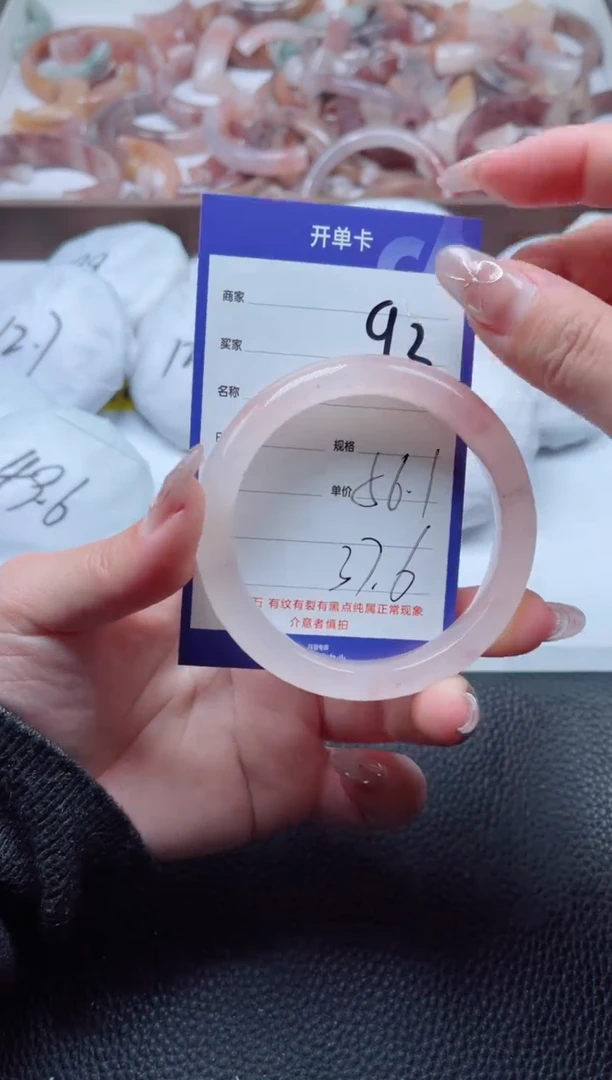 开单卡
商家
92
买家
名称
规格
单价 56.1
37.6
万 有纹有裂有黑点纯属正常现象
介意者慎拍
12.7
49.6